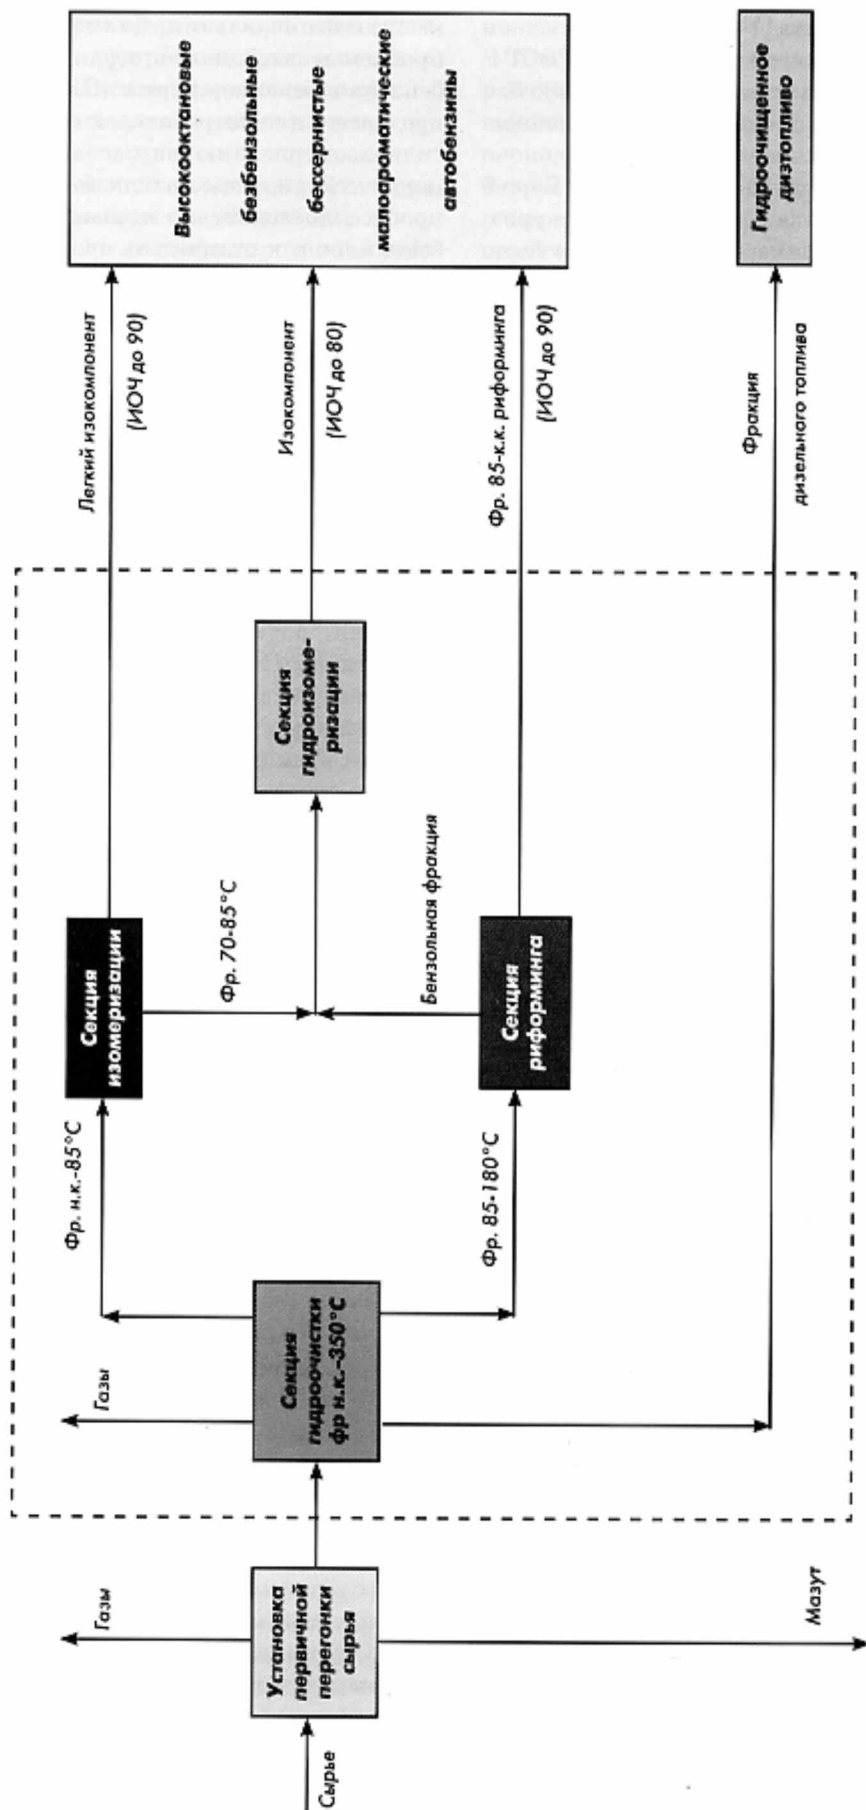 Сырье
Установка
первичной
перегонки
сырья
Газы
Мазут
Секция
гидроочистки
фр н.к.-350°C
Газы
Фр. н.к.-85°C
Фр. 85-180°C
Секция
изомеризации
Фр. 70-85°C
Бензольная фракция
Секция
риформинга
Секция
гидроизоме-
ризации
Легкий изокомпонент
(ИОЧ до 90)
Изокомпонент
(ИОЧ до 80)
Фр. 85-к.к. риформинга
(ИОЧ до 90)
Фракция
дизельного топлива
Высокооктановые
безбензольные
бессернистые
малоароматические
автобензины
Гидроочищенное
дизтопливо